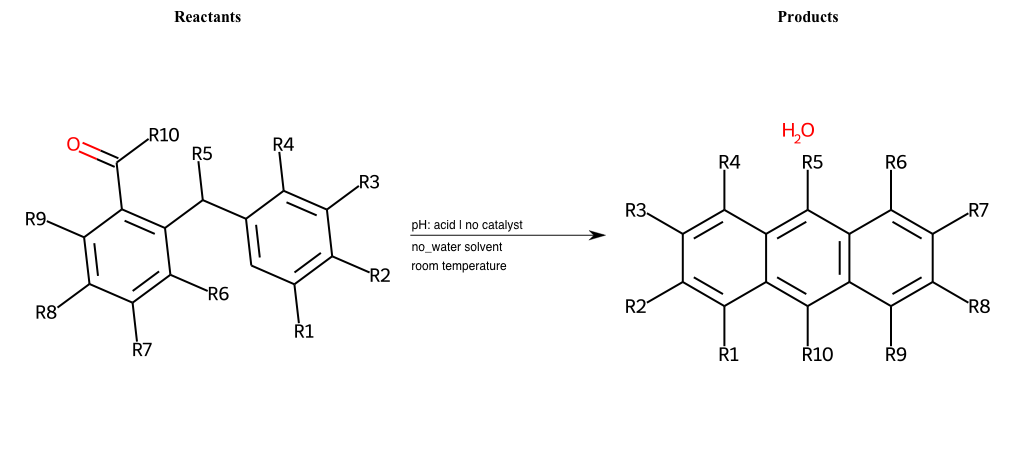 Reactants
Products
O
R10
R5
R4
R3
R9
R8
R6
R7
R2
R1
pH: acid | no catalyst
no_water solvent
room temperature
H₂O
R4
R5
R6
R3
R7
R2
R8
R1
R10
R9